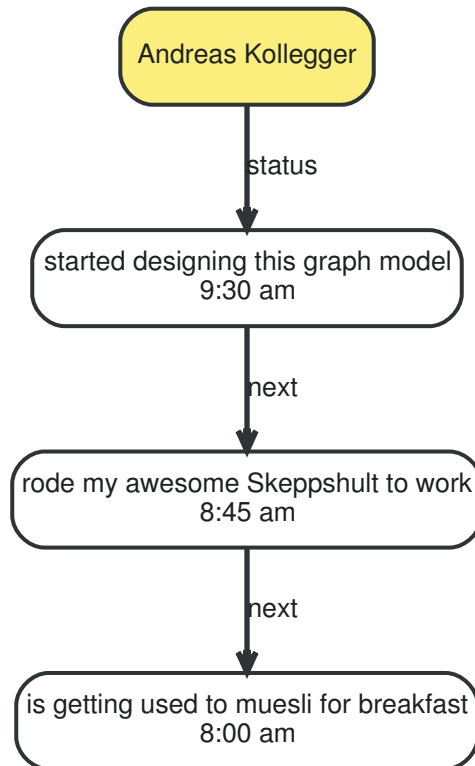 Andreas Kollegger
status
started designing this graph model
9:30 am
next
rode my awesome Skeppshult to work
8:45 am
next
is getting used to muesli for breakfast
8:00 am